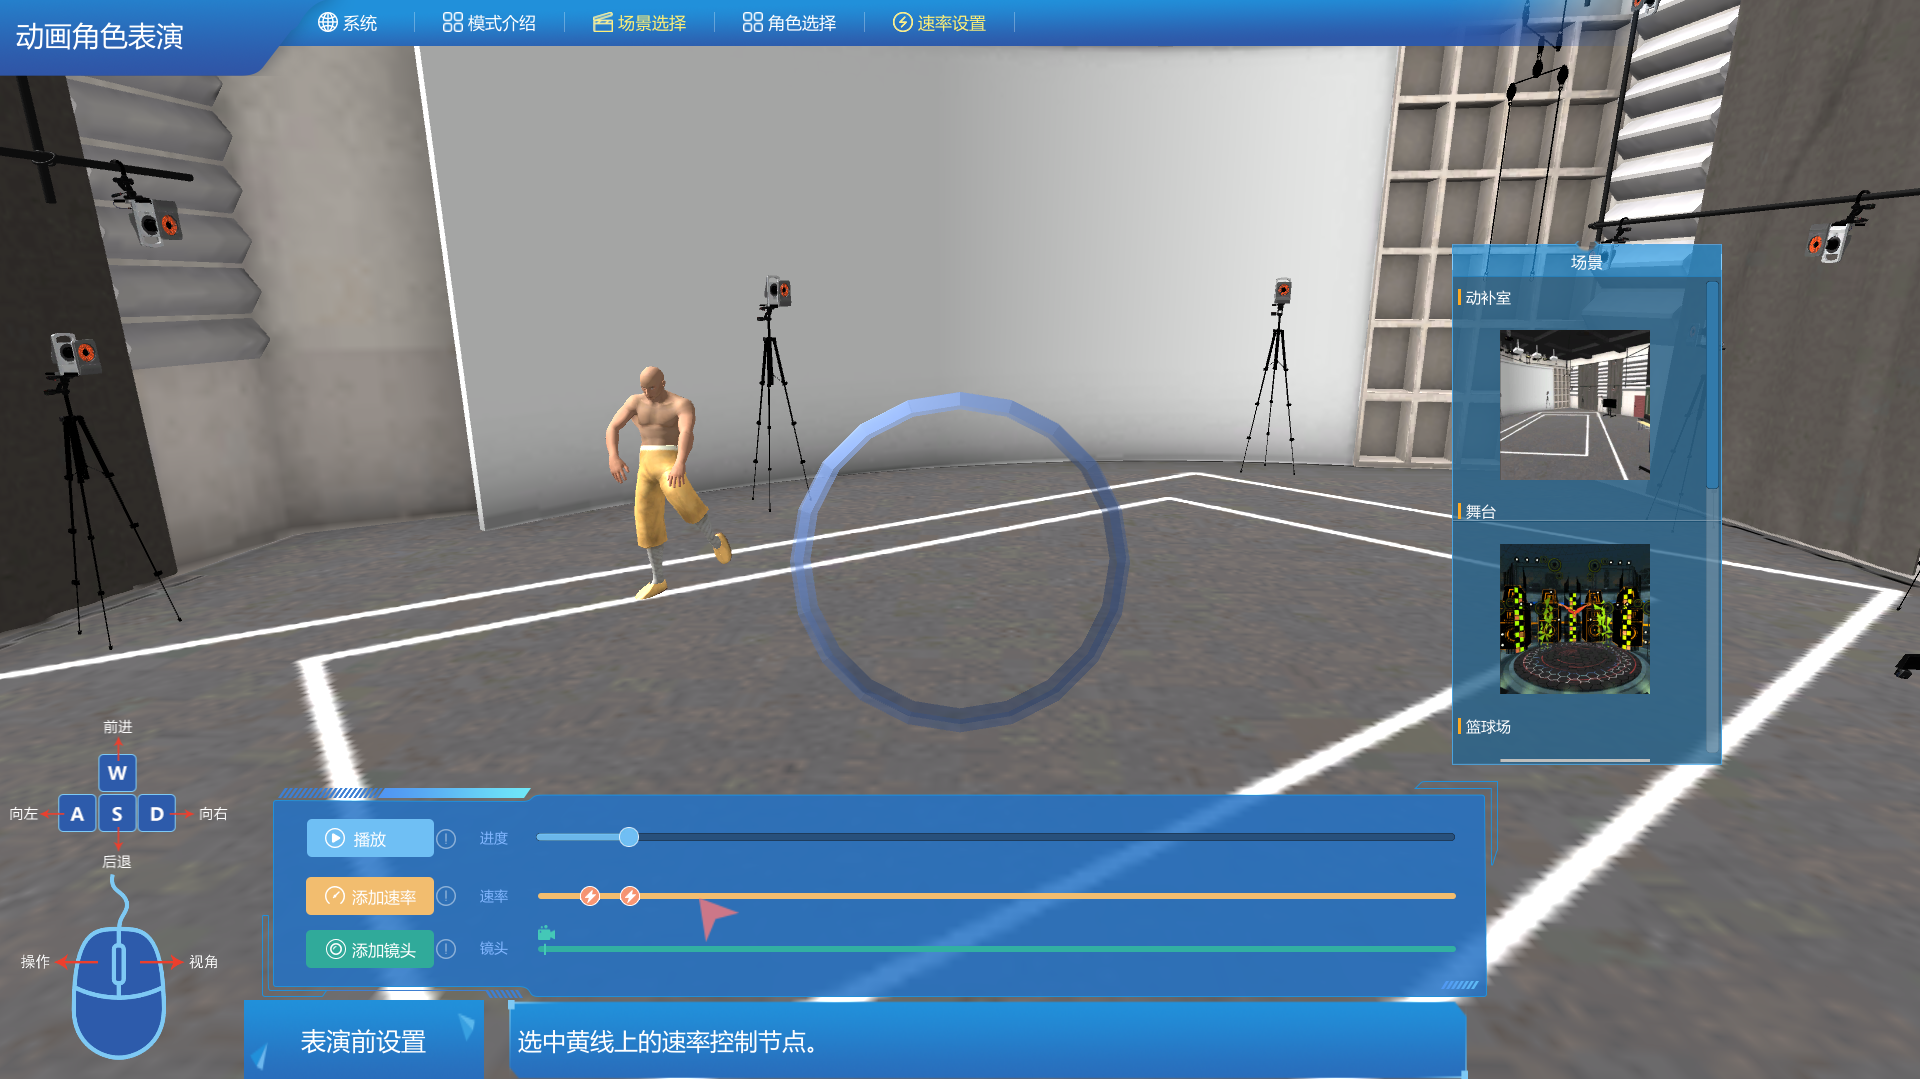 动画角色表演
系统
模式介绍
场景选择
角色选择
速率设置
场景
动补室
舞台
篮球场
前进
W
向左
A
S
D
向右
后退
操作
视角
播放
进度
添加速率
速率
添加镜头
镜头
表演前设置
选中黄线上的速率控制节点。